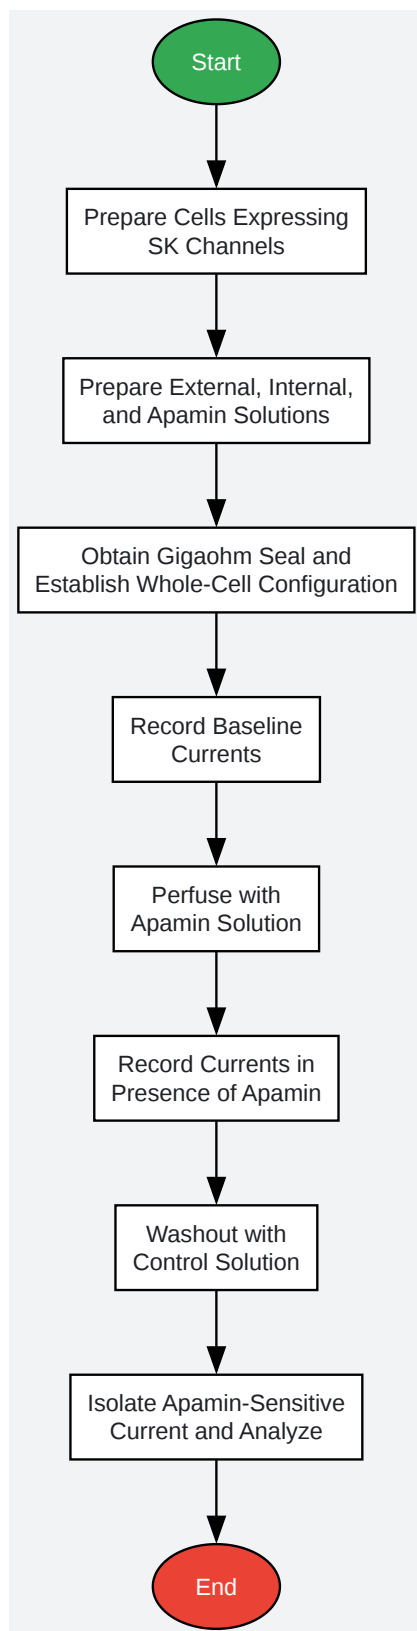 Start
Prepare Cells Expressing
SK Channels
Prepare External, Internal,
and Apamin Solutions
Obtain Gigaohm Seal and
Establish Whole-Cell Configuration
Record Baseline
Currents
Perfuse with
Apamin Solution
Record Currents in
Presence of Apamin
Washout with
Control Solution
Isolate Apamin-Sensitive
Current and Analyze
End